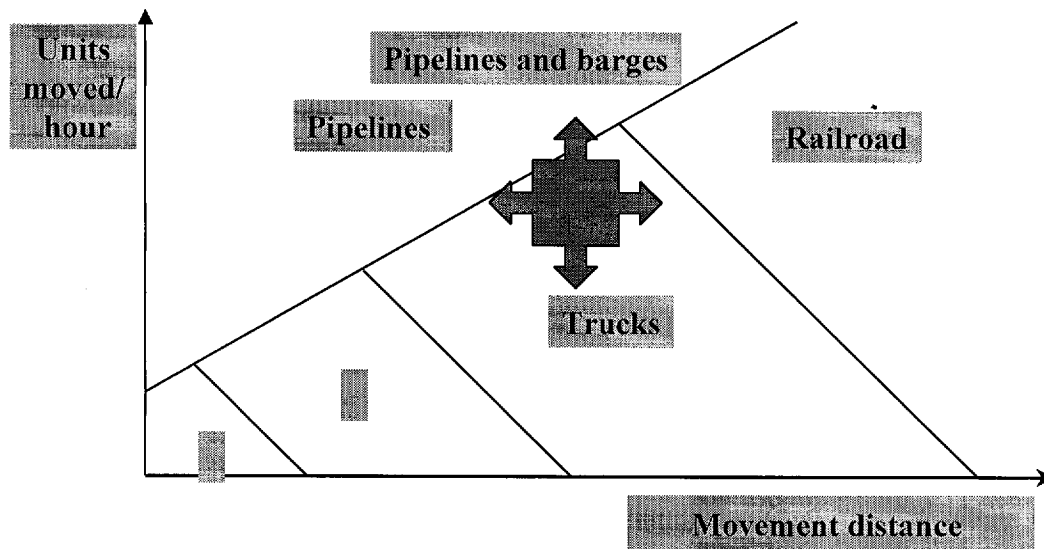 Units
moved/
hour
Pipelines and barges
Pipelines
Railroad
Trucks
Movement distance